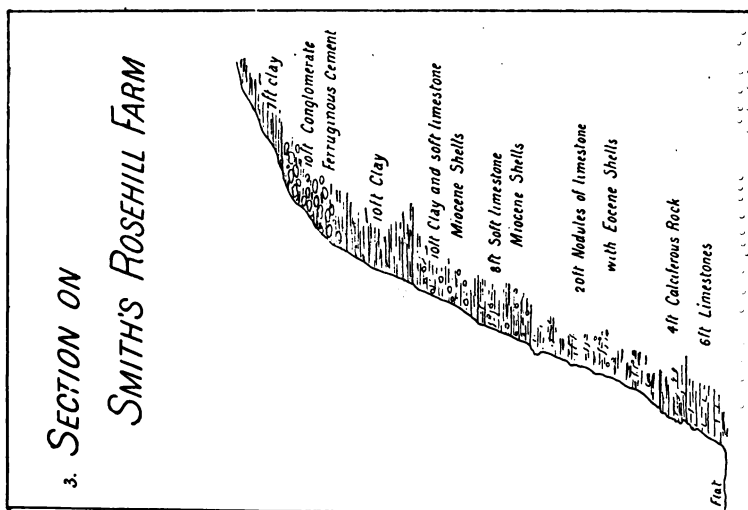 3. SECTION ON
SMITH'S ROSEHILL FARM
7ft clay
10ft Conglomerate
Ferruginous Cement
10ft Clay
10ft Clay and soft limestone
Miocene Shells
8ft Soft limestone
Miocene Shells
20ft Nodules of limestone
with Eocene Shells
4ft Calciferous Rock
6ft Limestones
Flat